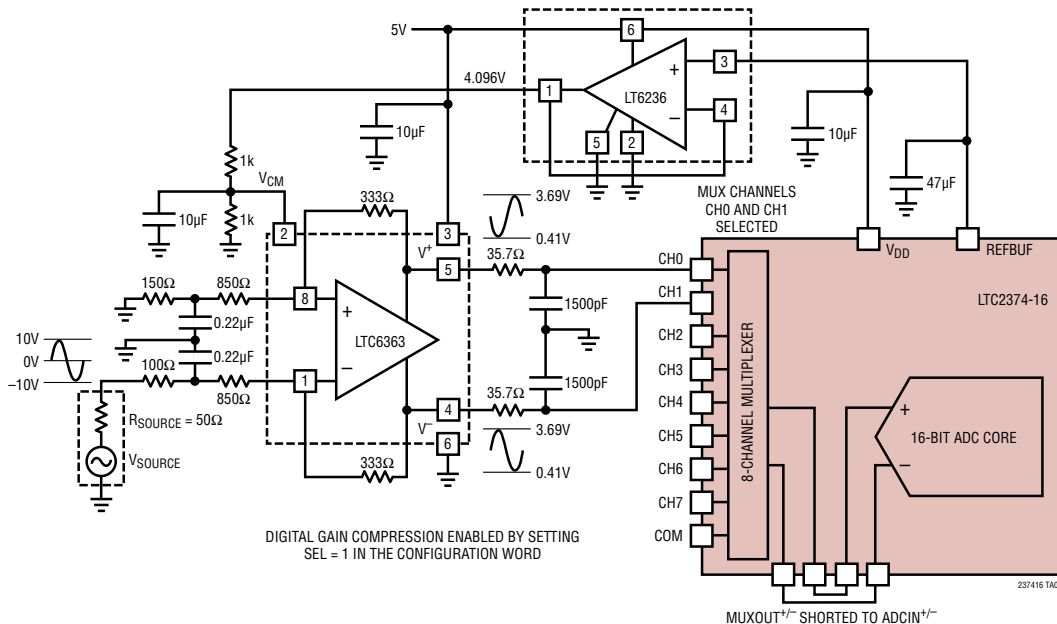 5V
6
4.096V
1
+
3
LT6236
–
4
5
2
10µF
10µF
47µF
1k
V_CM
10µF
1k
2
333Ω
3
3.69V
0.41V
MUX CHANNELS
CH0 AND CH1
SELECTED
V_DD
REFBUF
LTC2374-16
V+
5
35.7Ω
CH0
150Ω
850Ω
8
+
CH1
1500pF
0.22µF
LTC6363
CH2
10V
0V
–10V
0.22µF
CH3
100Ω
850Ω
1
–
1500pF
CH4
35.7Ω
4
V–
6
CH5
R_SOURCE = 50Ω
3.69V
0.41V
CH6
V_SOURCE
333Ω
CH7
COM
8-CHANNEL MULTIPLEXER
+
16-BIT ADC CORE
–
DIGITAL GAIN COMPRESSION ENABLED BY SETTING
SEL = 1 IN THE CONFIGURATION WORD
MUXOUT+/– SHORTED TO ADCIN+/–